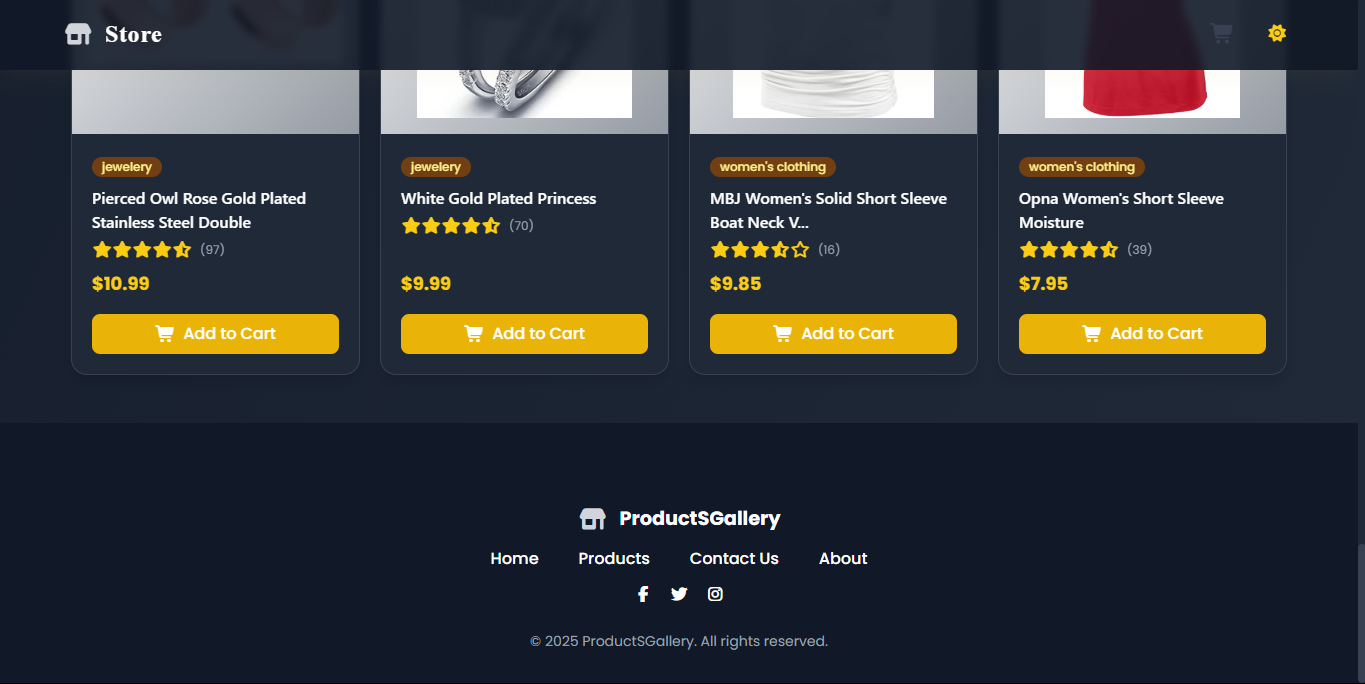 Store
jewelery
Pierced Owl Rose Gold Plated
Stainless Steel Double
(97)
$10.99
Add to Cart
jewelery
White Gold Plated Princess
(70)
$9.99
Add to Cart
women's clothing
MBJ Women's Solid Short Sleeve
Boat Neck V...
(16)
$9.85
Add to Cart
women's clothing
Opna Women's Short Sleeve
Moisture
(39)
$7.95
Add to Cart
ProductSGallery
Home Products Contact Us About
© 2025 ProductSGallery. All rights reserved.